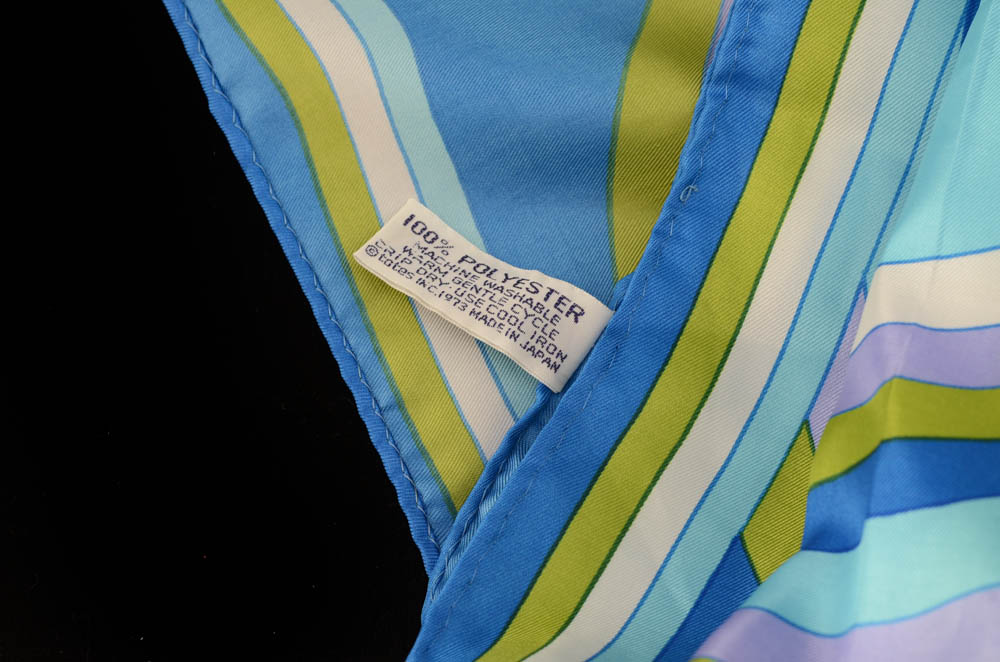 100% POLYESTER
MACHINE WASHABLE
WARM GENTLE CYCLE
DRIP DRY. USE COOL IRON
©totes INC. 1973 MADE IN JAPAN